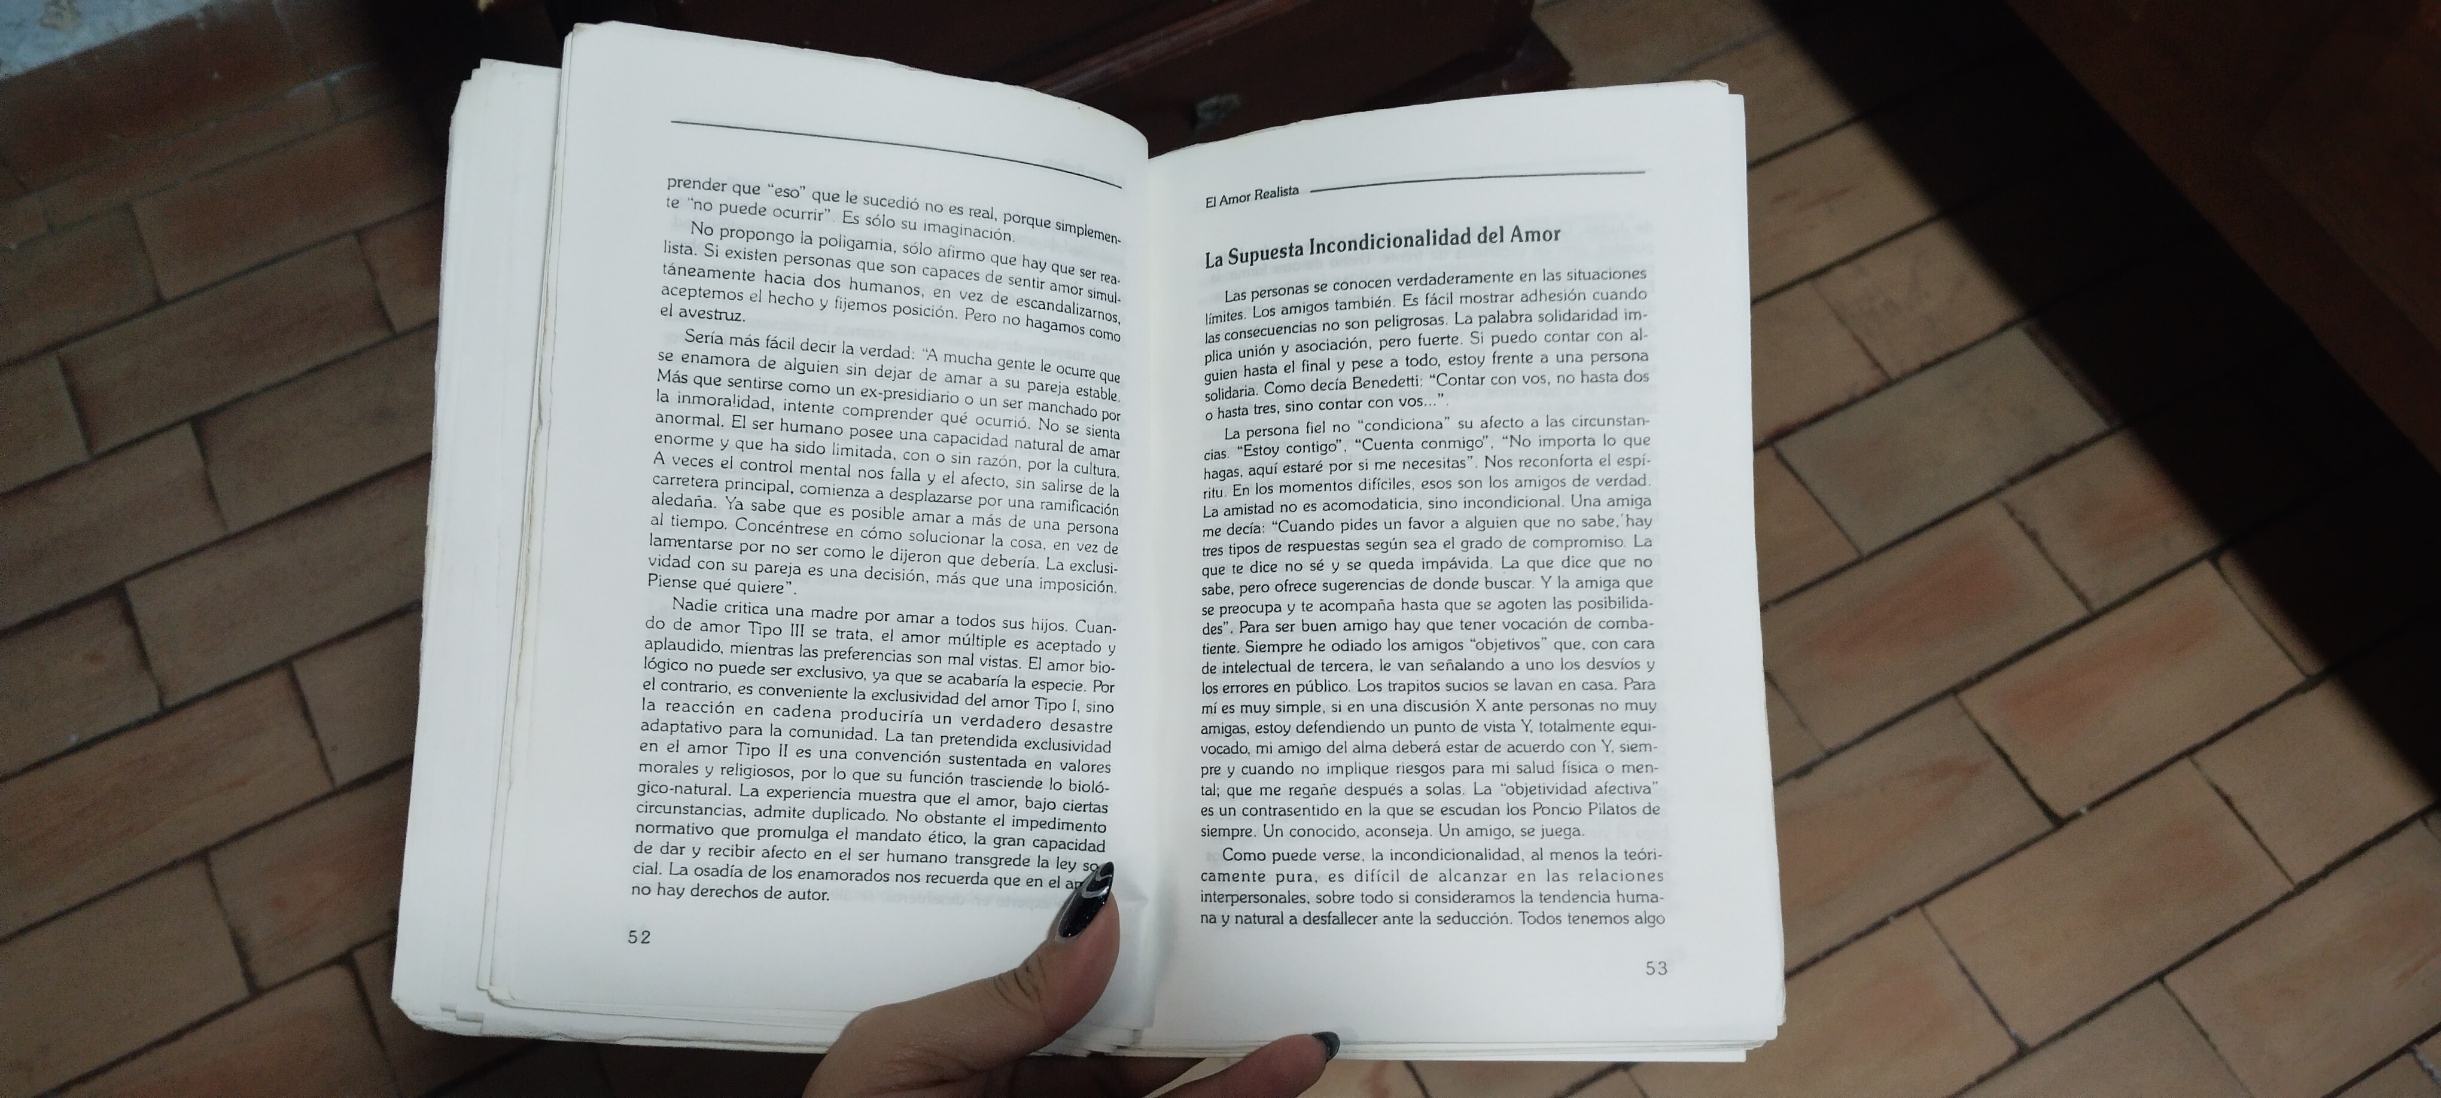 prender que “eso” que le sucedió no es real, porque simplemen-
te “no puede ocurrir”. Es sólo su imaginación.
No propongo la poligamia, sólo afirmo que hay que ser rea-
lista. Si existen personas que son capaces de sentir amor simul-
táneamente hacia dos humanos, en vez de escandalizarnos,
aceptemos el hecho y fijemos posición. Pero no hagamos como
el avestruz.
Sería más fácil decir la verdad: “A mucha gente le ocurre que
se enamora de alguien sin dejar de amar a su pareja estable.
Más que sentirse como un ex-presidiario o un ser manchado por
la inmoralidad, intente comprender qué ocurrió. No se sienta
anormal. El ser humano posee una capacidad natural de amar
enorme y que ha sido limitada, con o sin razón, por la cultura.
A veces el control mental nos falla y el afecto, sin salirse de la
carretera principal, comienza a desplazarse por una ramificación
aledaña. Ya sabe que es posible amar a más de una persona
al tiempo. Concéntrese en cómo solucionar la cosa, en vez de
lamentarse por no ser como le dijeron que debería. La exclusi-
vidad con su pareja es una decisión, más que una imposición.
Piense qué quiere”.
Nadie critica una madre por amar a todos sus hijos. Cuan-
do de amor Tipo III se trata, el amor múltiple es aceptado y
aplaudido, mientras las preferencias son mal vistas. El amor bio-
lógico no puede ser exclusivo, ya que se acabaría la especie. Por
el contrario, es conveniente la exclusividad del amor Tipo I, sino
la reacción en cadena produciría un verdadero desastre
adaptativo para la comunidad. La tan pretendida exclusividad
en el amor Tipo II es una convención sustentada en valores
morales y religiosos, por lo que su función trasciende lo bioló-
gico-natural. La experiencia muestra que el amor, bajo ciertas
circunstancias, admite duplicado. No obstante el impedimento
normativo que promulga el mandato ético, la gran capacidad
de dar y recibir afecto en el ser humano transgrede la ley so
cial. La osadía de los enamorados nos recuerda que en el
no hay derechos de autor.
52
El Amor Realista
La Supuesta Incondicionalidad del Amor
Las personas se conocen verdaderamente en las situaciones
límites. Los amigos también. Es fácil mostrar adhesión cuando
las consecuencias no son peligrosas. La palabra solidaridad im-
plica unión y asociación, pero fuerte. Si puedo contar con al-
guien hasta el final y pese a todo, estoy frente a una persona
solidaria. Como decía Benedetti: “Contar con vos, no hasta dos
o hasta tres, sino contar con vos...”.
La persona fiel no “condiciona” su afecto a las circunstan-
cias. “Estoy contigo”, “Cuenta conmigo”, “No importa lo que
hagas, aquí estaré por si me necesitas”. Nos reconforta el espí-
ritu. En los momentos difíciles, esos son los amigos de verdad.
La amistad no es acomodaticia, sino incondicional. Una amiga
me decía: “Cuando pides un favor a alguien que no sabe, hay
tres tipos de respuestas según sea el grado de compromiso. La
que te dice no sé y se queda impávida. La que dice que no
sabe, pero ofrece sugerencias de donde buscar. Y la amiga que
se preocupa y te acompaña hasta que se agoten las posibilida-
des”. Para ser buen amigo hay que tener vocación de comba-
tiente. Siempre he odiado los amigos “objetivos” que, con cara
de intelectual de tercera, le van señalando a uno los desvíos y
los errores en público. Los trapitos sucios se lavan en casa. Para
mí es muy simple, si en una discusión X ante personas no muy
amigas, estoy defendiendo un punto de vista Y, totalmente equi-
vocado, mi amigo del alma deberá estar de acuerdo con Y, siem-
pre y cuando no implique riesgos para mi salud física o men-
tal; que me regañe después a solas. La “objetividad afectiva”
es un contrasentido en la que se escudan los Poncio Pilatos de
siempre. Un conocido, aconseja. Un amigo, se juega.
Como puede verse, la incondicionalidad, al menos la teóri-
camente pura, es difícil de alcanzar en las relaciones
interpersonales, sobre todo si consideramos la tendencia huma-
na y natural a desfallecer ante la seducción. Todos tenemos algo
53